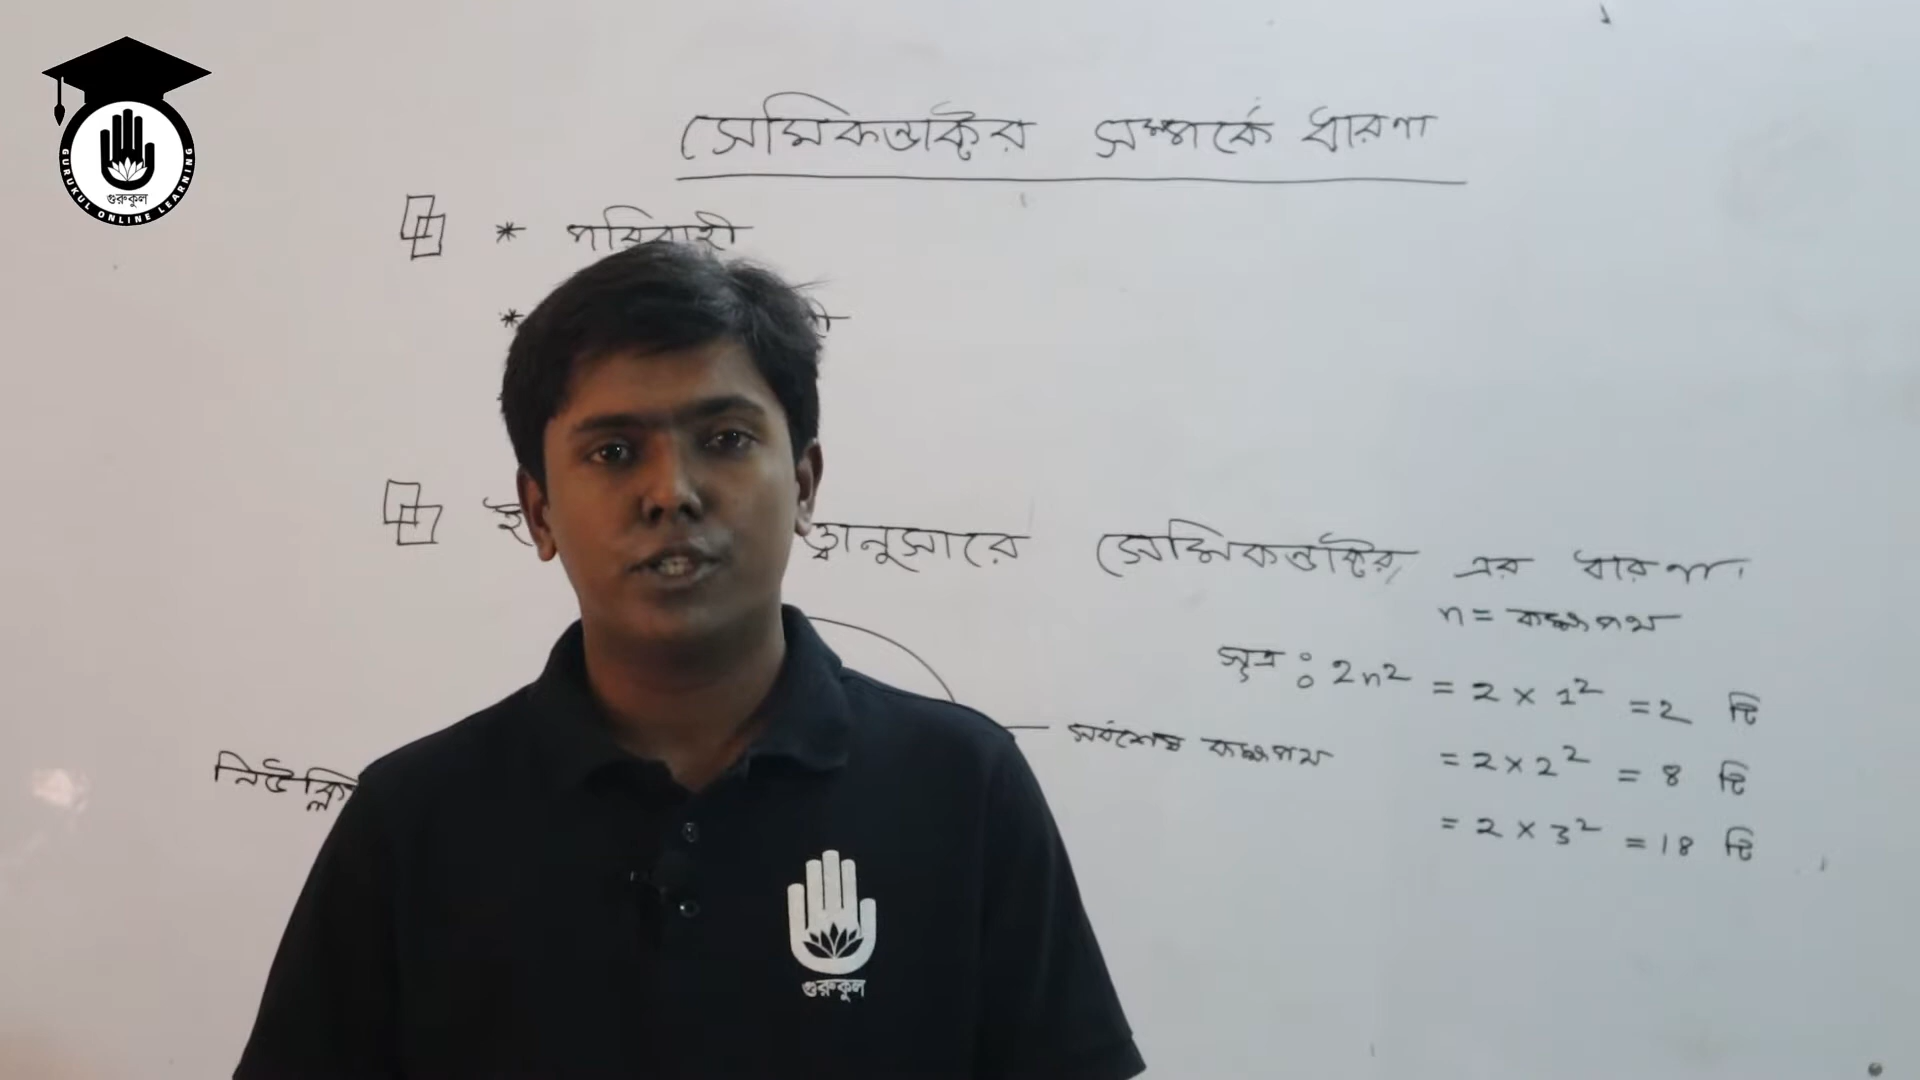 সেমিকন্ডাক্টর সম্পর্কে ধারণা
* পরিবাহী
*
সেমিকন্ডাক্টর এর ধারণা।
n = কক্ষপথ
সূত্র : 2n² = 2 × 1² = 2 টি
= 2 × 2² = 8 টি
= 2 × 3² = 18 টি
সর্বশেষ কক্ষপথ
গুরুকুল
GURUKUL ONLINE LEARNING
গুরুকুল